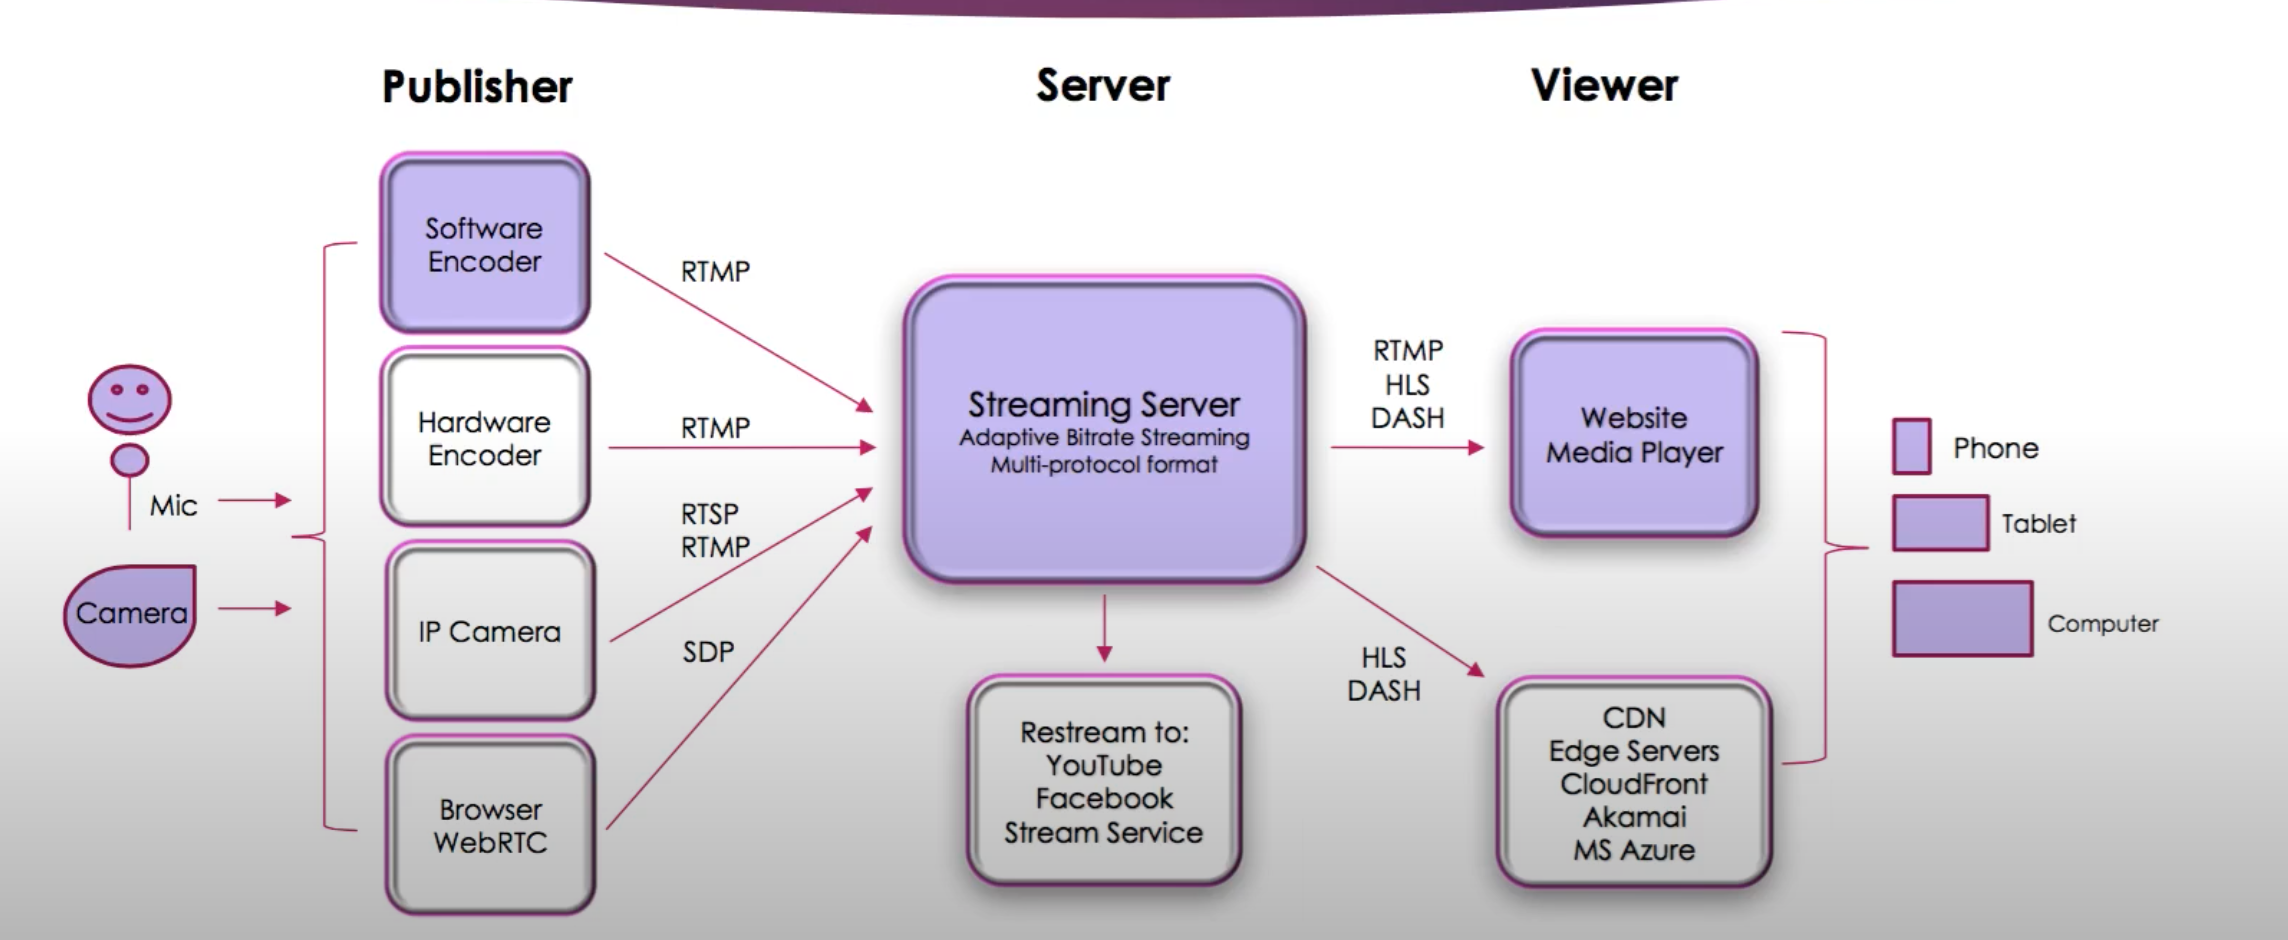 Publisher
Server
Viewer
Mic
Camera
Software
Encoder
Hardware
Encoder
IP Camera
Browser
WebRTC
RTMP
RTMP
RTSP
RTMP
SDP
Streaming Server
Adaptive Bitrate Streaming
Multi-protocol format
Restream to:
YouTube
Facebook
Stream Service
RTMP
HLS
DASH
HLS
DASH
Website
Media Player
CDN
Edge Servers
CloudFront
Akamai
MS Azure
Phone
Tablet
Computer